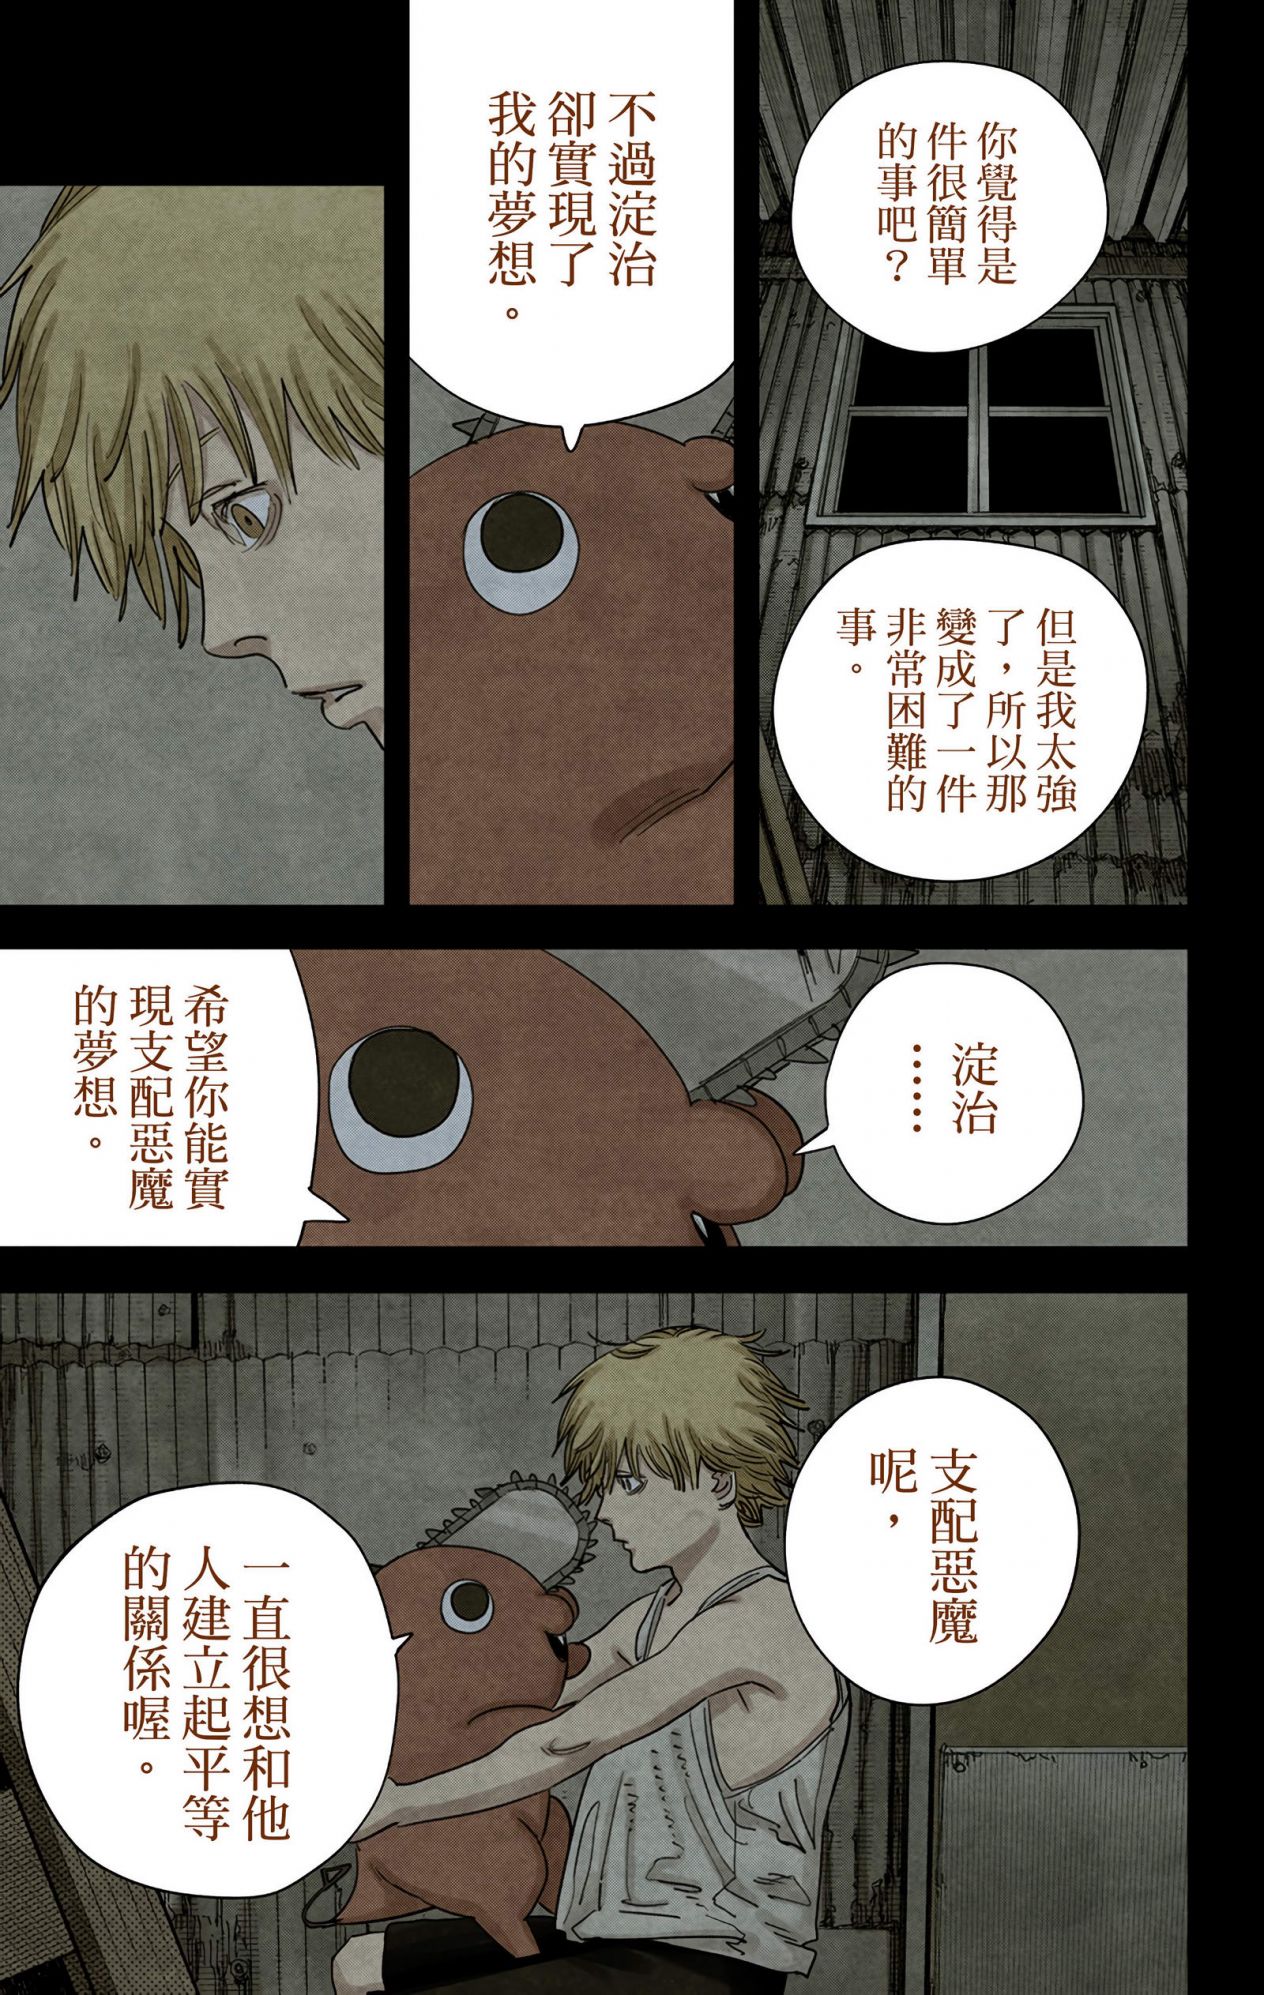 你覺得是
件很簡單
的事吧？
但是我太強
了，所以那
變成了一件
非常困難的
事。
不過淀治
卻實現了
我的夢想。
淀治
……
希望你能實
現支配惡魔
的夢想。
支配惡魔
呢，
一直很想和他
人建立起平等
的關係喔。